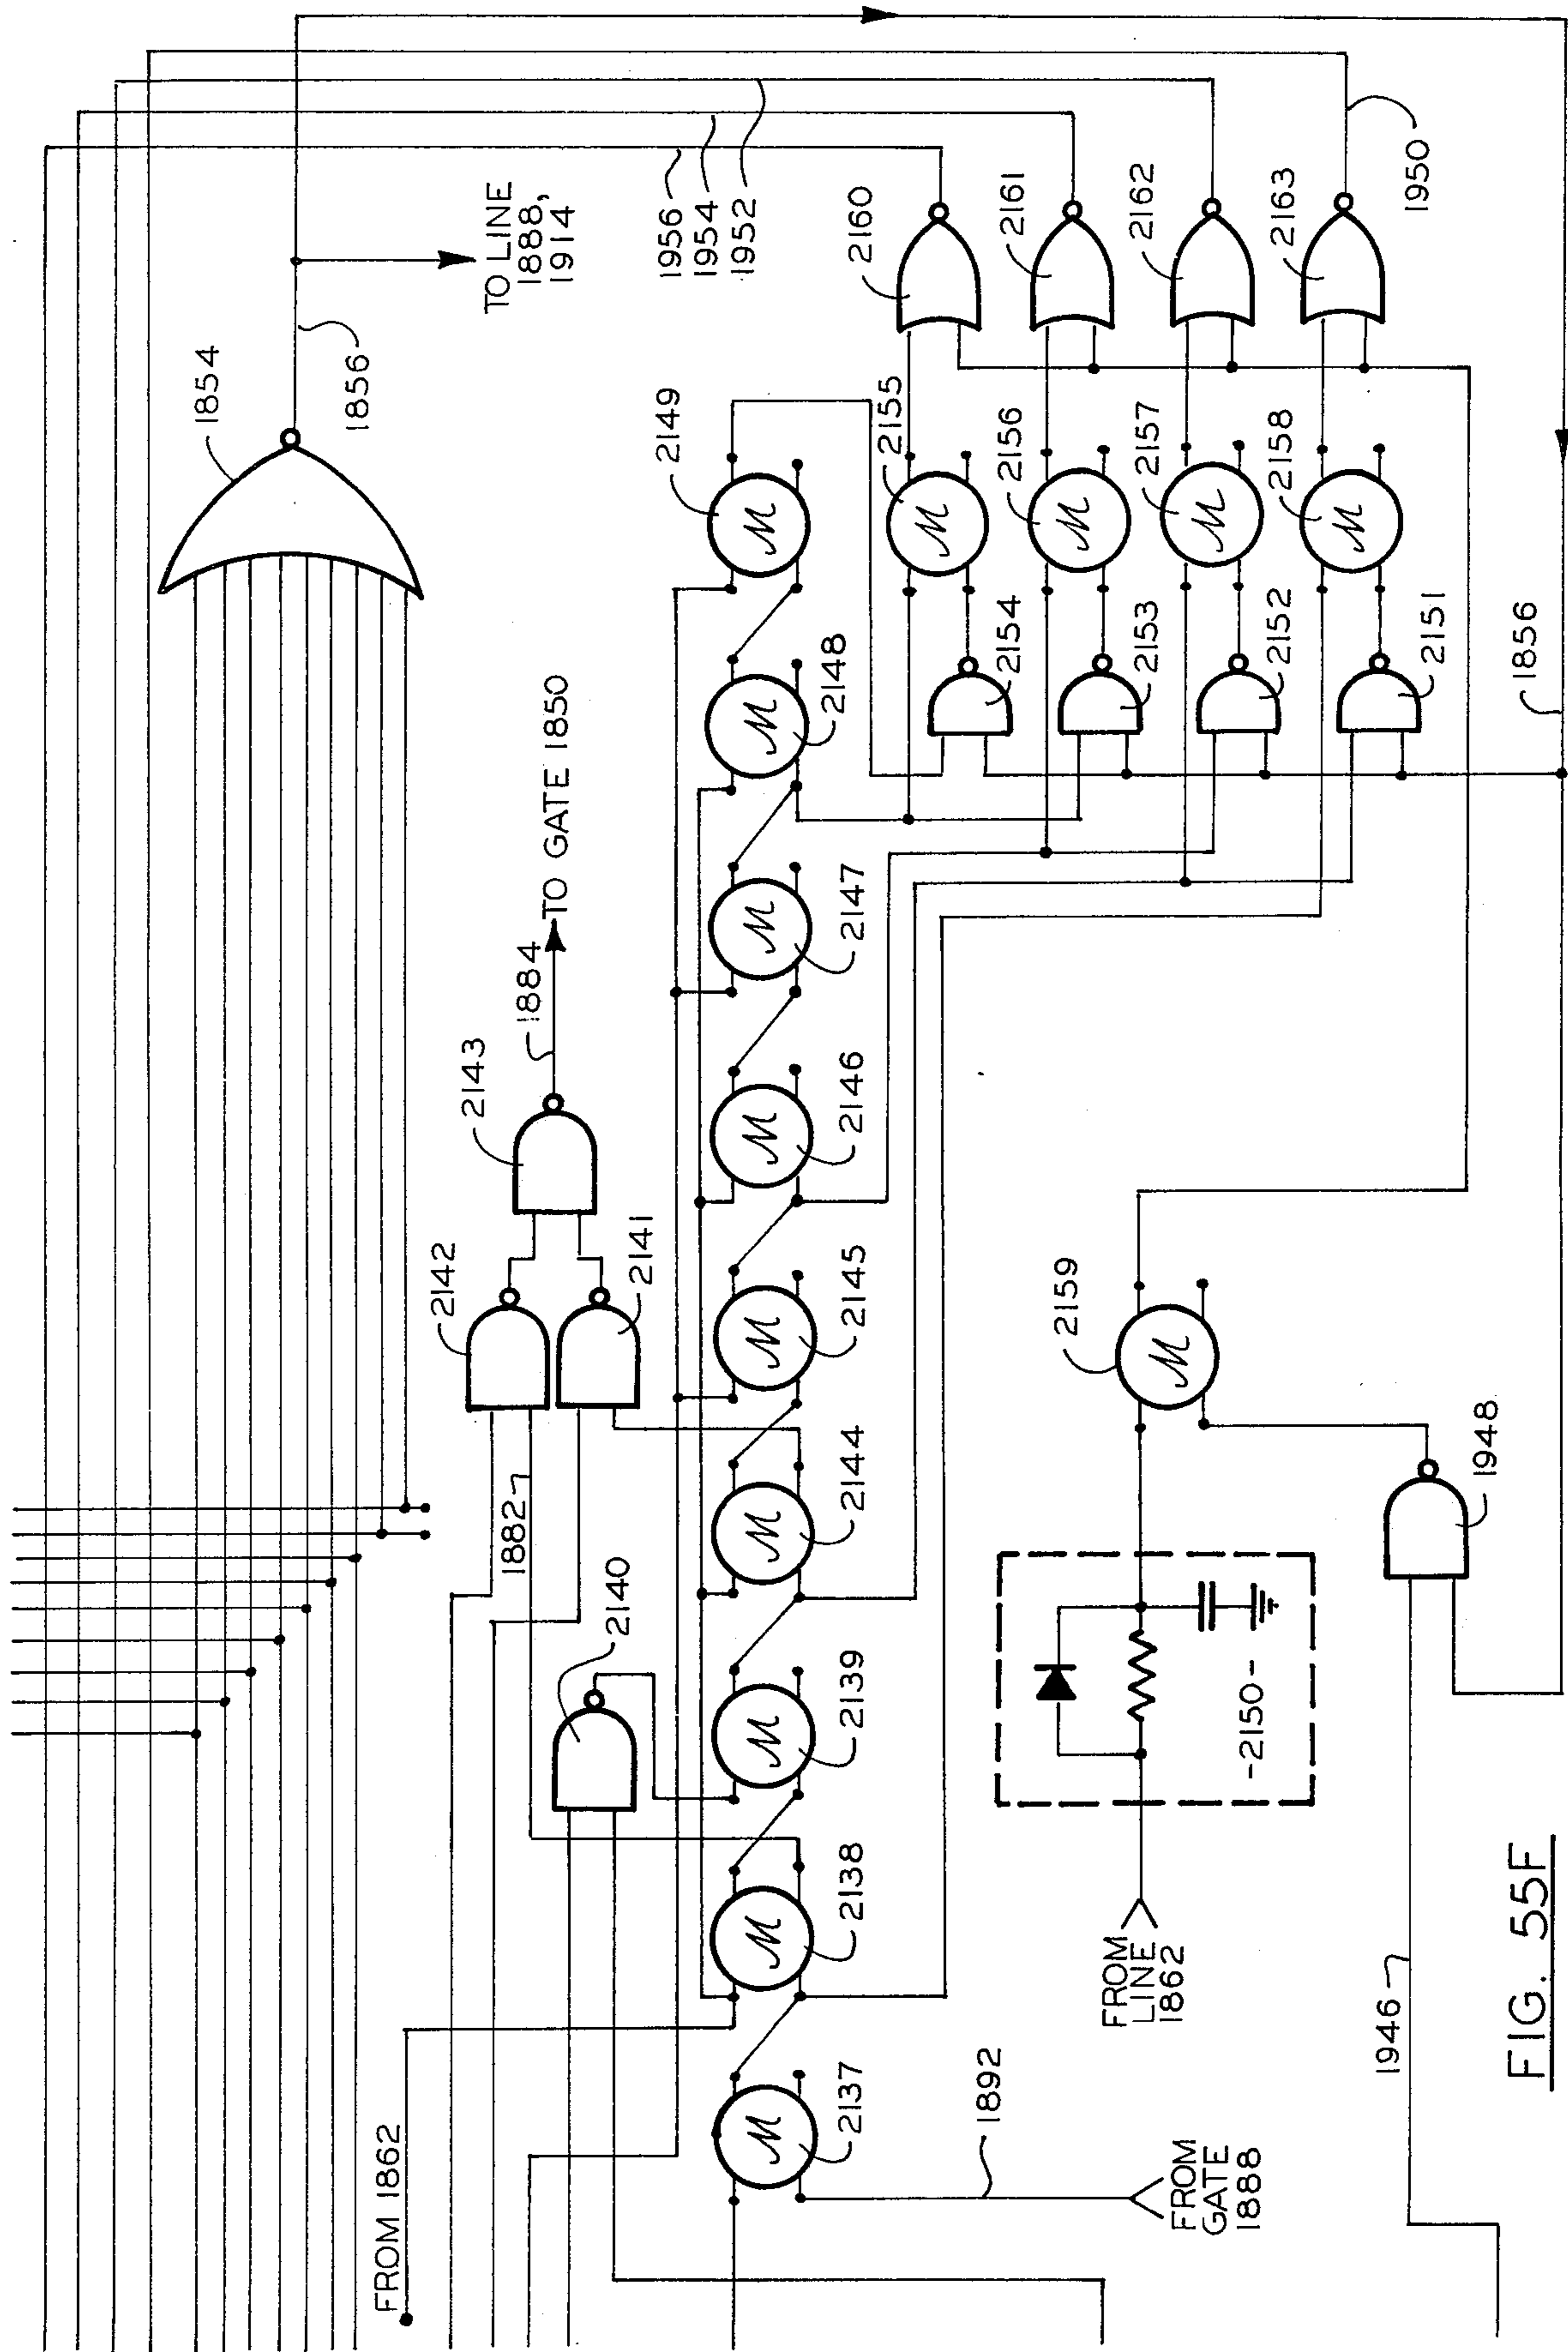 1854
1856
TO LINE
1888,
1914
1956
1954
1952
2160
2161
2162
2163
1950
2149
2155
2156
2157
2158
2148
2154
2153
2152
2151
1856
TO GATE 1850
1884
2143
2147
2146
2142
2141
2145
1882
2144
2159
1948
2140
2139
-2150-
2138
FROM
LINE
1862
FROM 1862
2137
1892
FROM
GATE
1888
1946
FIG. 55F
M
M
M
M
M
M
M
M
M
M
M
M
M
M